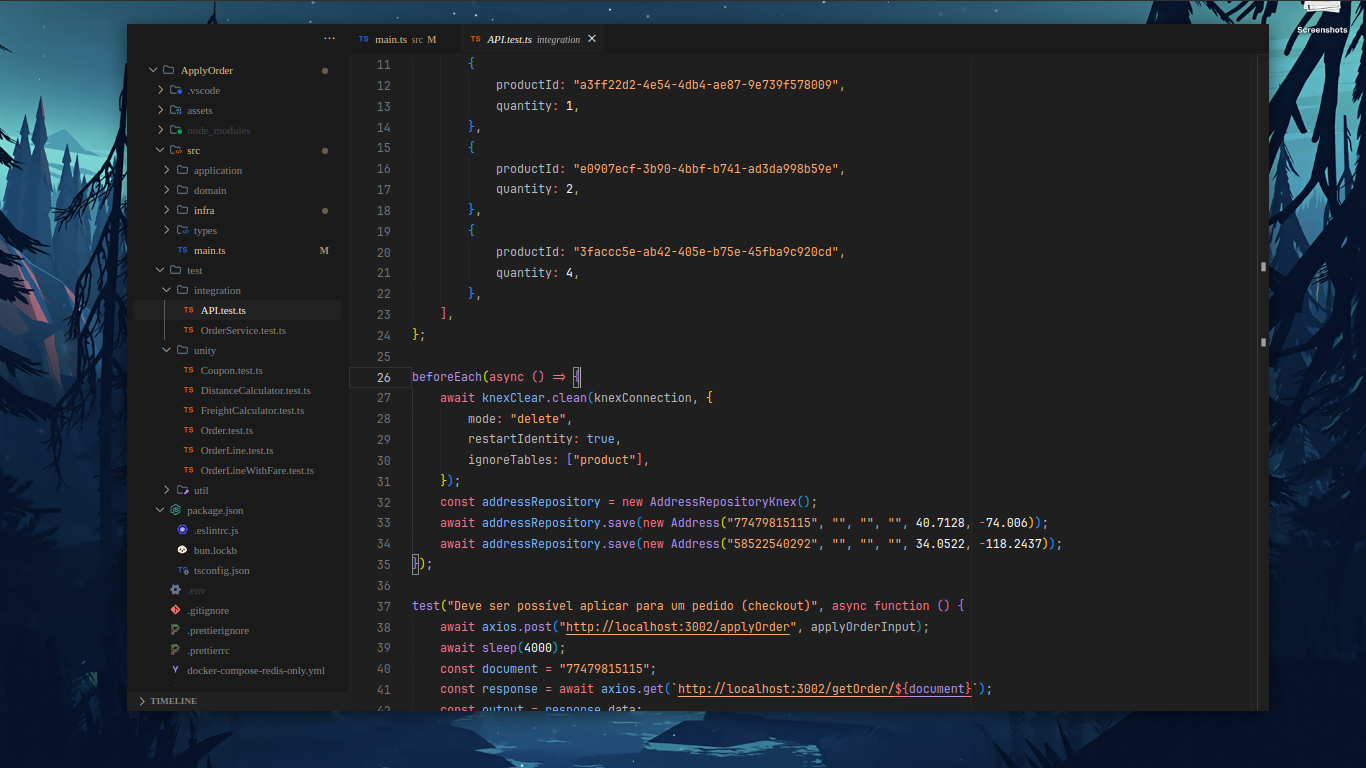 Screenshots
···
TS main.ts src M
TS API.test.ts integration ×
ApplyOrder
.vscode
assets
node_modules
src
application
domain
infra
types
TS main.ts M
test
integration
TS API.test.ts
TS OrderService.test.ts
unity
TS Coupon.test.ts
TS DistanceCalculator.test.ts
TS FreightCalculator.test.ts
TS Order.test.ts
TS OrderLine.test.ts
TS OrderLineWithFare.test.ts
util
package.json
.eslintrc.js
bun.lockb
tsconfig.json
.env
.gitignore
.prettierignore
.prettierrc
docker-compose-redis-only.yml
TIMELINE
11 {
12 productId: "a3ff22d2-4e54-4db4-ae87-9e739f578009",
13 quantity: 1,
14 },
15 {
16 productId: "e0907ecf-3b90-4bbf-b741-ad3da998b59e",
17 quantity: 2,
18 },
19 {
20 productId: "3faccc5e-ab42-405e-b75e-45fba9c920cd",
21 quantity: 4,
22 },
23 ],
24 };
25
26 beforeEach(async () => {
27 await knexClear.clean(knexConnection, {
28 mode: "delete",
29 restartIdentity: true,
30 ignoreTables: ["product"],
31 });
32 const addressRepository = new AddressRepositoryKnex();
33 await addressRepository.save(new Address("77479815115", "", "", "", 40.7128, -74.006));
34 await addressRepository.save(new Address("58522540292", "", "", "", 34.0522, -118.2437));
35 });
36
37 test("Deve ser possível aplicar para um pedido (checkout)", async function () {
38 await axios.post("http://localhost:3002/applyOrder", applyOrderInput);
39 await sleep(4000);
40 const document = "77479815115";
41 const response = await axios.get(`http://localhost:3002/getOrder/${document}`);
42 const output = response.data;